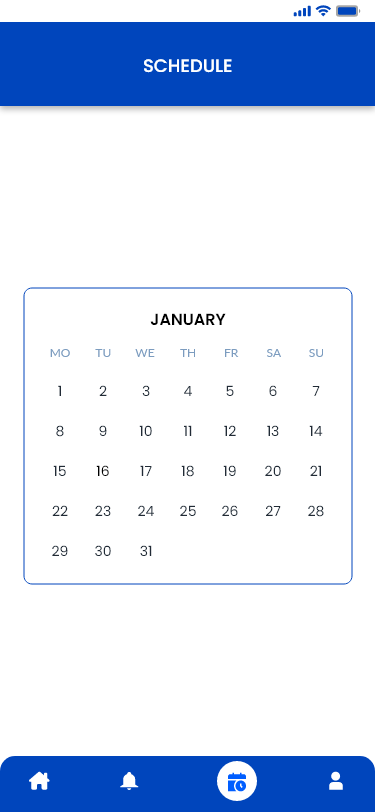 SCHEDULE
JANUARY
MO TU WE TH FR SA SU
1 2 3 4 5 6 7
8 9 10 11 12 13 14
15 16 17 18 19 20 21
22 23 24 25 26 27 28
29 30 31